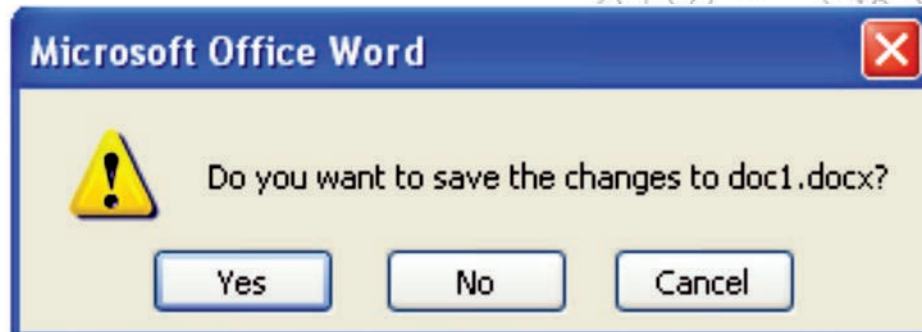 Microsoft Office Word
Do you want to save the changes to doc1.docx?
Yes No Cancel